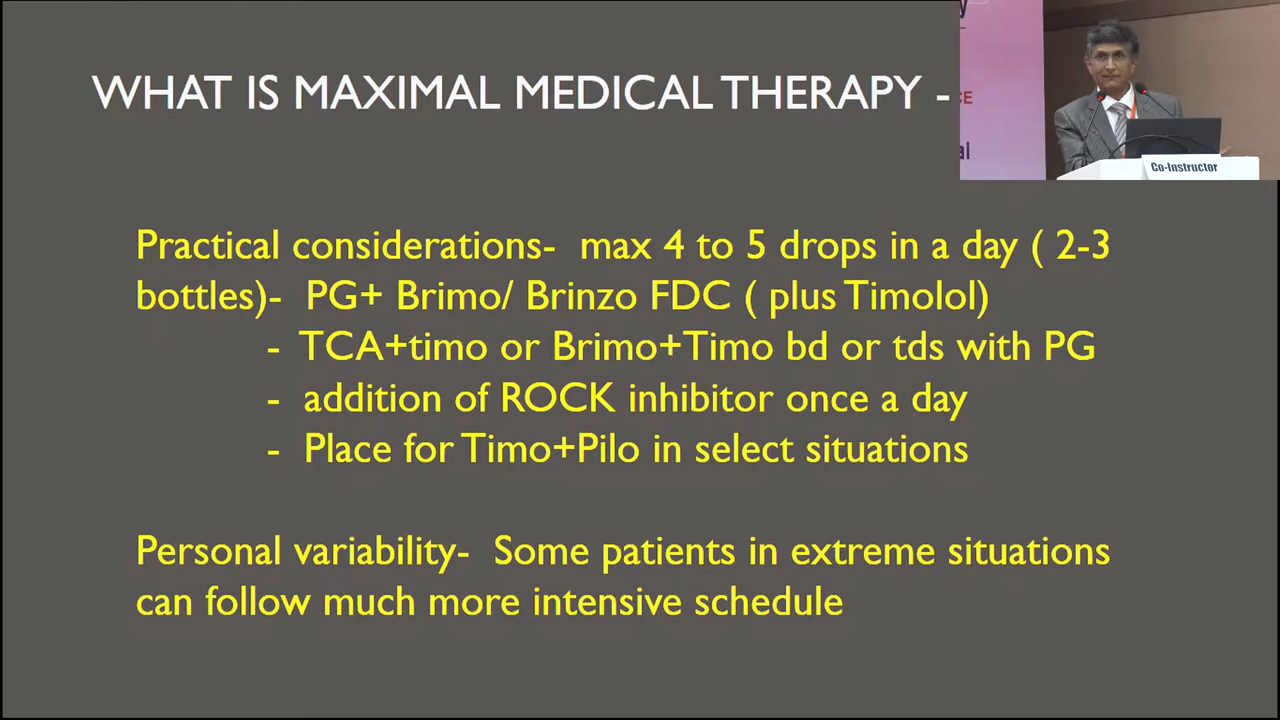 WHAT IS MAXIMAL MEDICAL THERAPY -
CE
al
Co-Instructor
Practical considerations- max 4 to 5 drops in a day ( 2-3
bottles)- PG+ Brimo/ Brinzo FDC ( plus Timolol)
- TCA+timo or Brimo+Timo bd or tds with PG
- addition of ROCK inhibitor once a day
- Place for Timo+Pilo in select situations
Personal variability- Some patients in extreme situations
can follow much more intensive schedule